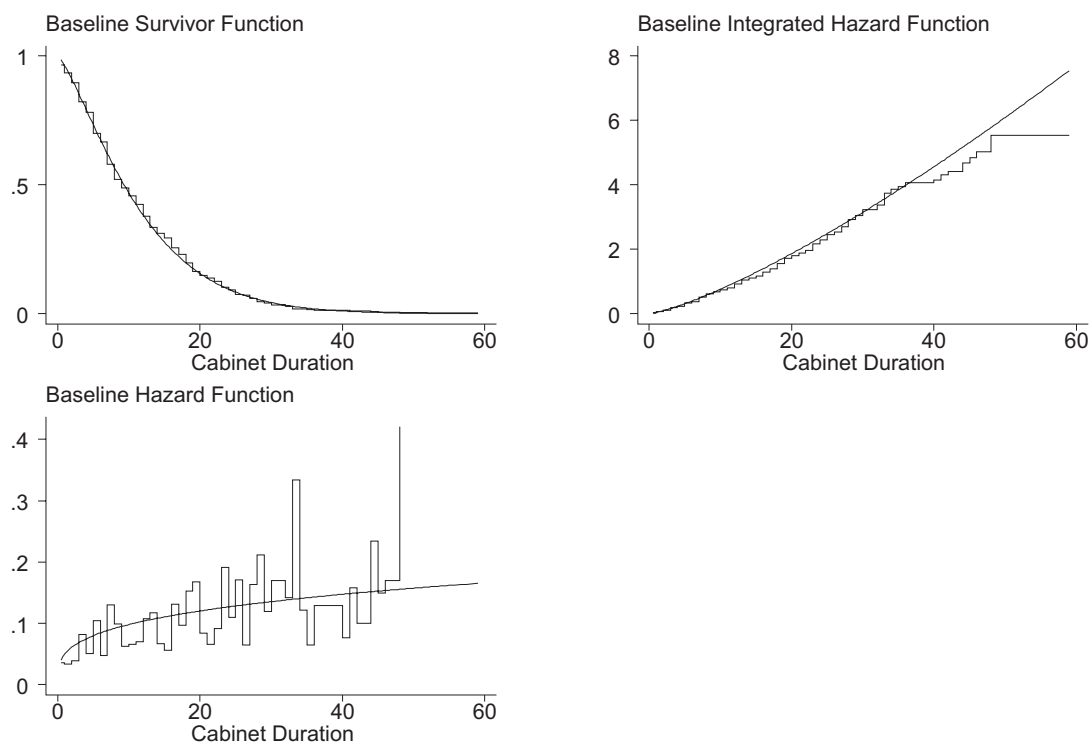 Baseline Survivor Function
1
.5
0
0 20 40 60
Cabinet Duration
Baseline Integrated Hazard Function
8
6
4
2
0
0 20 40 60
Cabinet Duration
Baseline Hazard Function
.4
.3
.2
.1
0
0 20 40 60
Cabinet Duration